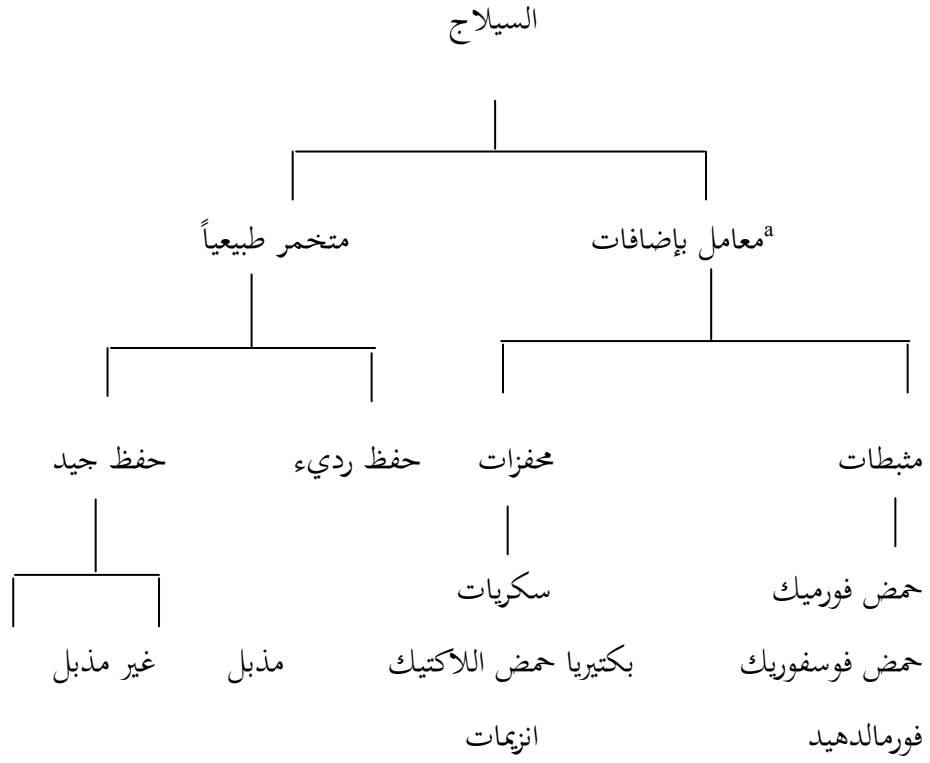 السيلاج
معامل بإضافات a متخمر طبيعياً
مثبطات محفزات حفظ رديء حفظ جيد
حمض فورميك سكريات
حمض فوسفوريك بكتيريا حمض اللاكتيك مذبل غير مذبل
فورمالدهيد انزيمات